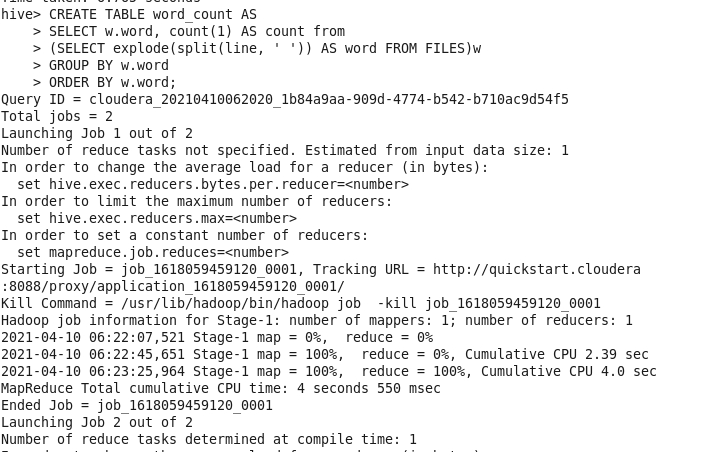 Time taken: 0.763 seconds
hive> CREATE TABLE word_count AS
    > SELECT w.word, count(1) AS count from
    > (SELECT explode(split(line, ' ')) AS word FROM FILES)w
    > GROUP BY w.word
    > ORDER BY w.word;
Query ID = cloudera_20210410062020_1b84a9aa-909d-4774-b542-b710ac9d54f5
Total jobs = 2
Launching Job 1 out of 2
Number of reduce tasks not specified. Estimated from input data size: 1
In order to change the average load for a reducer (in bytes):
  set hive.exec.reducers.bytes.per.reducer=<number>
In order to limit the maximum number of reducers:
  set hive.exec.reducers.max=<number>
In order to set a constant number of reducers:
  set mapreduce.job.reduces=<number>
Starting Job = job_1618059459120_0001, Tracking URL = http://quickstart.cloudera
:8088/proxy/application_1618059459120_0001/
Kill Command = /usr/lib/hadoop/bin/hadoop job  -kill job_1618059459120_0001
Hadoop job information for Stage-1: number of mappers: 1; number of reducers: 1
2021-04-10 06:22:07,521 Stage-1 map = 0%,  reduce = 0%
2021-04-10 06:22:45,651 Stage-1 map = 100%,  reduce = 0%, Cumulative CPU 2.39 sec
2021-04-10 06:23:25,964 Stage-1 map = 100%,  reduce = 100%, Cumulative CPU 4.0 sec
MapReduce Total cumulative CPU time: 4 seconds 550 msec
Ended Job = job_1618059459120_0001
Launching Job 2 out of 2
Number of reduce tasks determined at compile time: 1